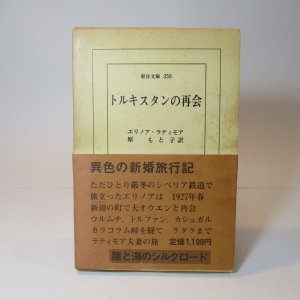 東洋文庫 358
トルキスタンの再会
エリノア・ラティモア
原 もと子訳
異色の新婚旅行記
ただひとり厳冬のシベリア鉄道で
旅立ったエリノアは 1927年春
新疆の町で夫オウエンと再会
ウルムチ、トルファン、カシュガル
カラコラム峠を経て ラダクまで
ラティモア夫妻の旅 定価1,100円
陸と海のシルクロード